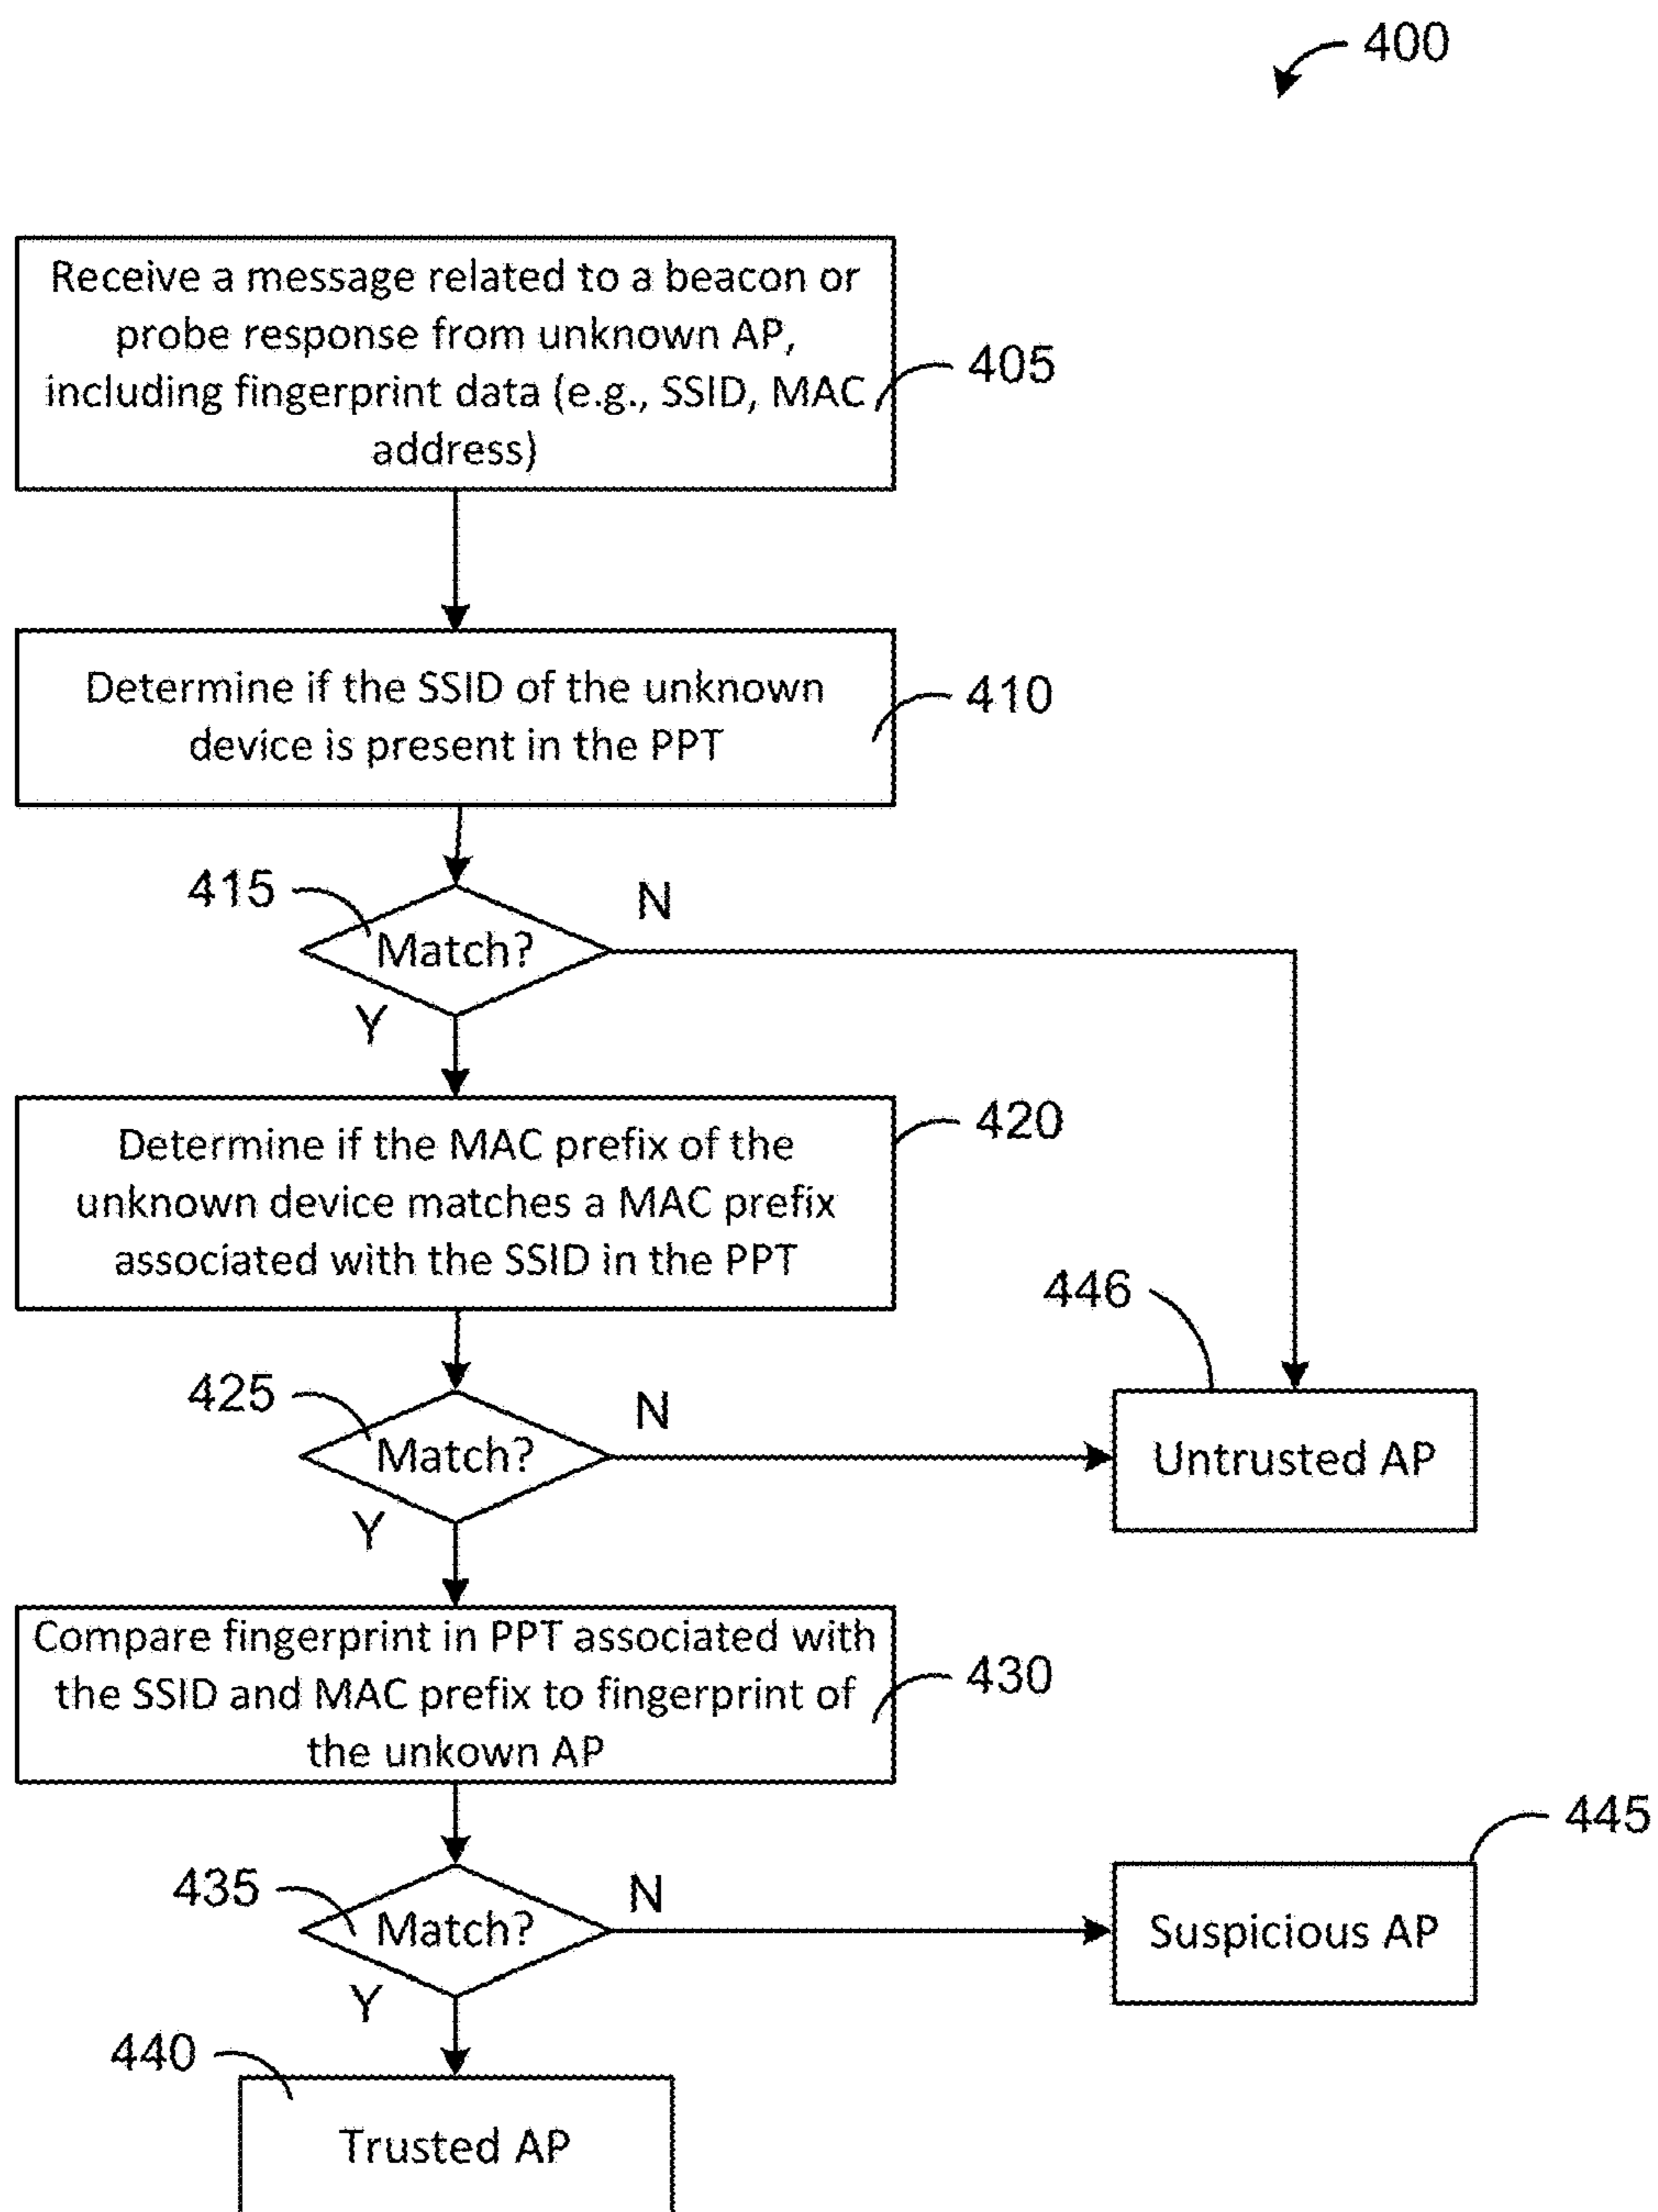 400
Receive a message related to a beacon or
probe response from unknown AP,
including fingerprint data (e.g., SSID, MAC
address)
405
Determine if the SSID of the unknown
device is present in the PPT
410
415
Match?
N
Y
Determine if the MAC prefix of the
unknown device matches a MAC prefix
associated with the SSID in the PPT
420
446
Untrusted AP
425
Match?
N
Y
Compare fingerprint in PPT associated with
the SSID and MAC prefix to fingerprint of
the unkown AP
430
435
Match?
N
Y
445
Suspicious AP
440
Trusted AP